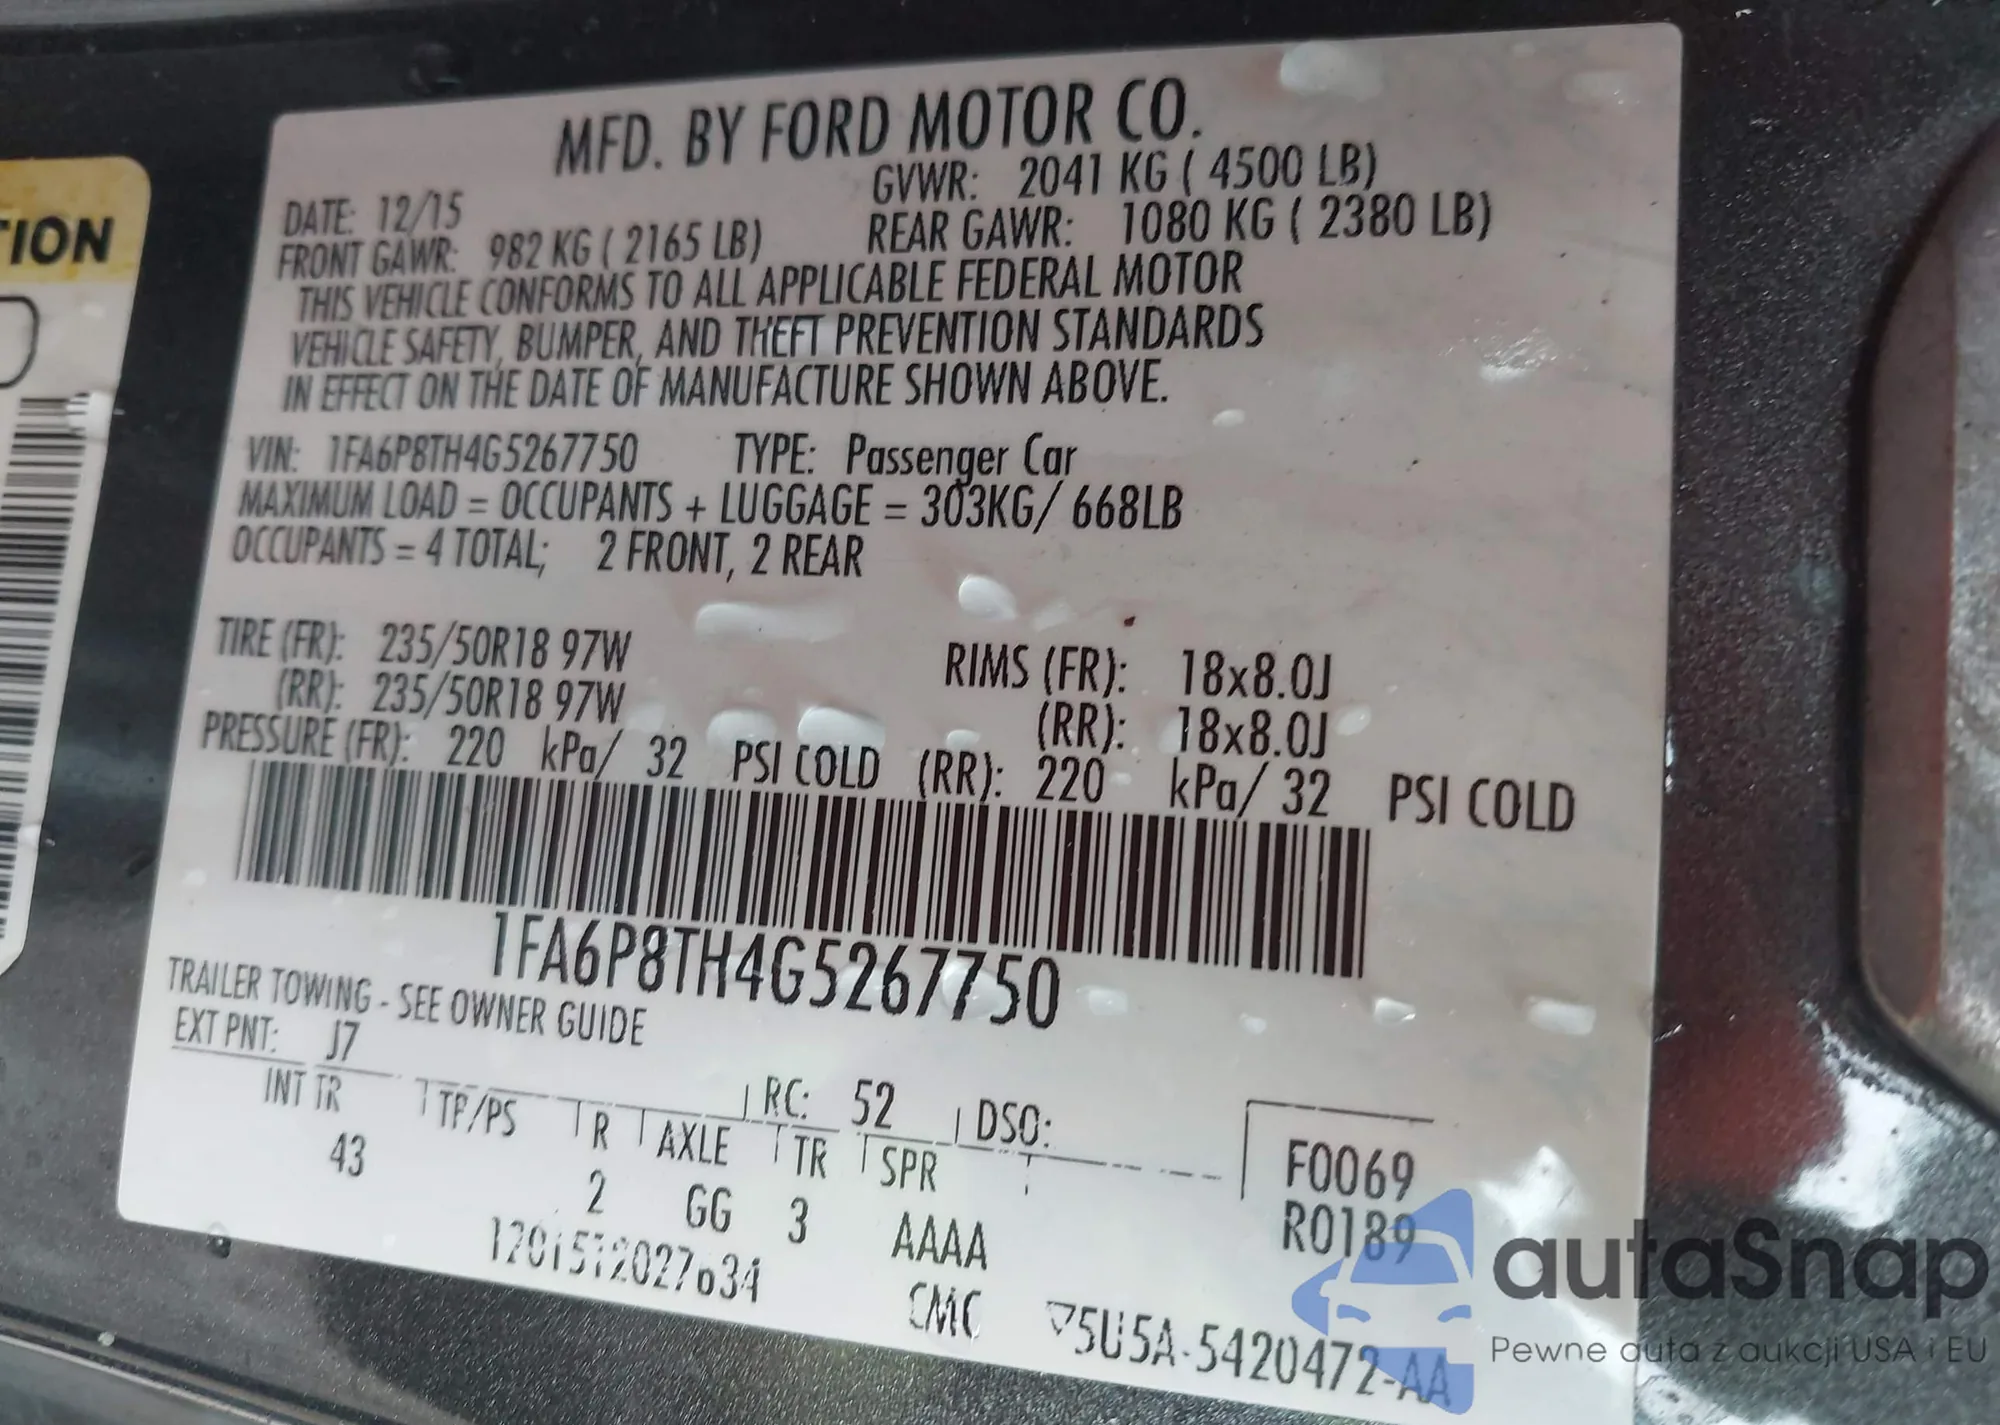 TION
MFD. BY FORD MOTOR CO.
DATE: 12/15 GVWR: 2041 KG ( 4500 LB)
FRONT GAWR: 982 KG ( 2165 LB) REAR GAWR: 1080 KG ( 2380 LB)
THIS VEHICLE CONFORMS TO ALL APPLICABLE FEDERAL MOTOR
VEHICLE SAFETY, BUMPER, AND THEFT PREVENTION STANDARDS
IN EFFECT ON THE DATE OF MANUFACTURE SHOWN ABOVE.
VIN: 1FA6P8TH4G5267750 TYPE: Passenger Car
MAXIMUM LOAD = OCCUPANTS + LUGGAGE = 303KG/ 668LB
OCCUPANTS = 4 TOTAL; 2 FRONT, 2 REAR
TIRE (FR): 235/50R18 97W RIMS (FR): 18x8.0J
(RR): 235/50R18 97W (RR): 18x8.0J
PRESSURE (FR): 220 kPa/ 32 PSI COLD (RR): 220 kPa/ 32 PSI COLD
1FA6P8TH4G5267750
TRAILER TOWING - SEE OWNER GUIDE
EXT PNT: J7 RC: 52 DSO:
INT TR TP/PS R AXLE TR SPR F0069
43 2 GG 3 AAAA R0189
CMC 5U5A-5420472-AA
autaSnap
Pewne auta z aukcji USA i EU